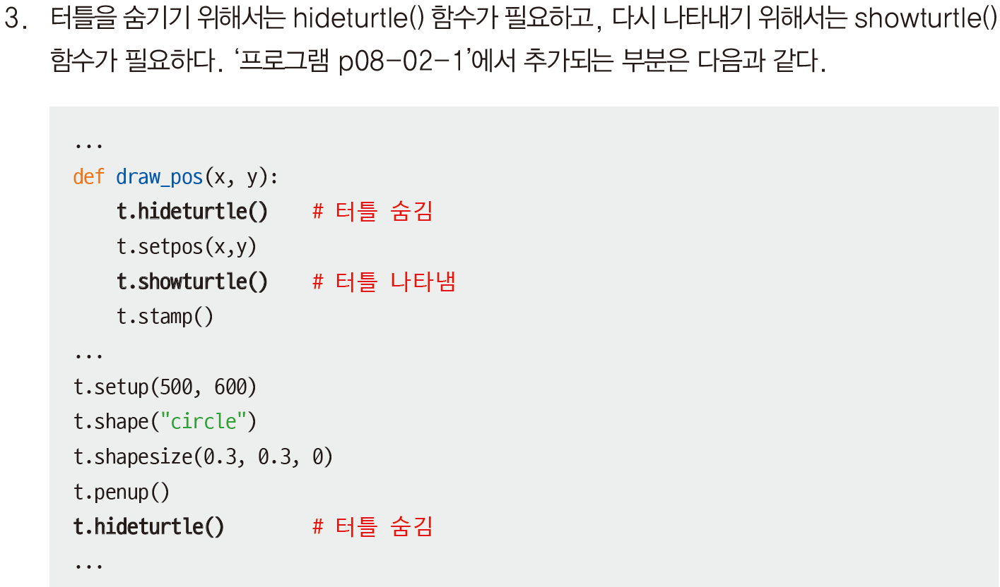 3. 터틀을 숨기기 위해서는 hideturtle() 함수가 필요하고, 다시 나타내기 위해서는 showturtle()
함수가 필요하다. ‘프로그램 p08-02-1’에서 추가되는 부분은 다음과 같다.
...
def draw_pos(x, y):
    t.hideturtle()    # 터틀 숨김
    t.setpos(x,y)
    t.showturtle()    # 터틀 나타냄
    t.stamp()
...
t.setup(500, 600)
t.shape("circle")
t.shapesize(0.3, 0.3, 0)
t.penup()
t.hideturtle()        # 터틀 숨김
...